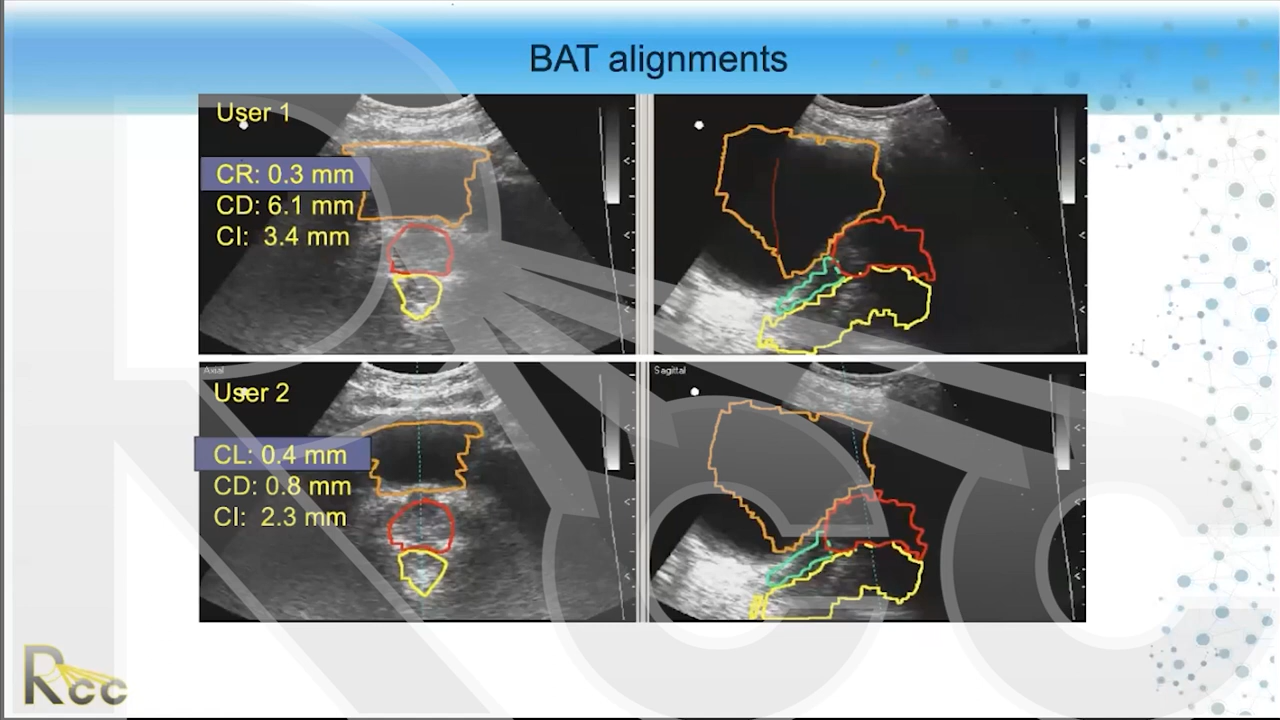 BAT alignments
User 1
CR: 0.3 mm
CD: 6.1 mm
CI: 3.4 mm
Axial
Sagittal
User 2
CL: 0.4 mm
CD: 0.8 mm
CI: 2.3 mm
Rcc